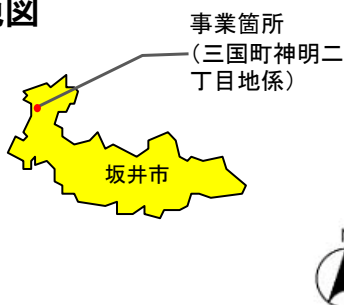 図
事業箇所
（三国町神明二
丁目地係）
坂井市